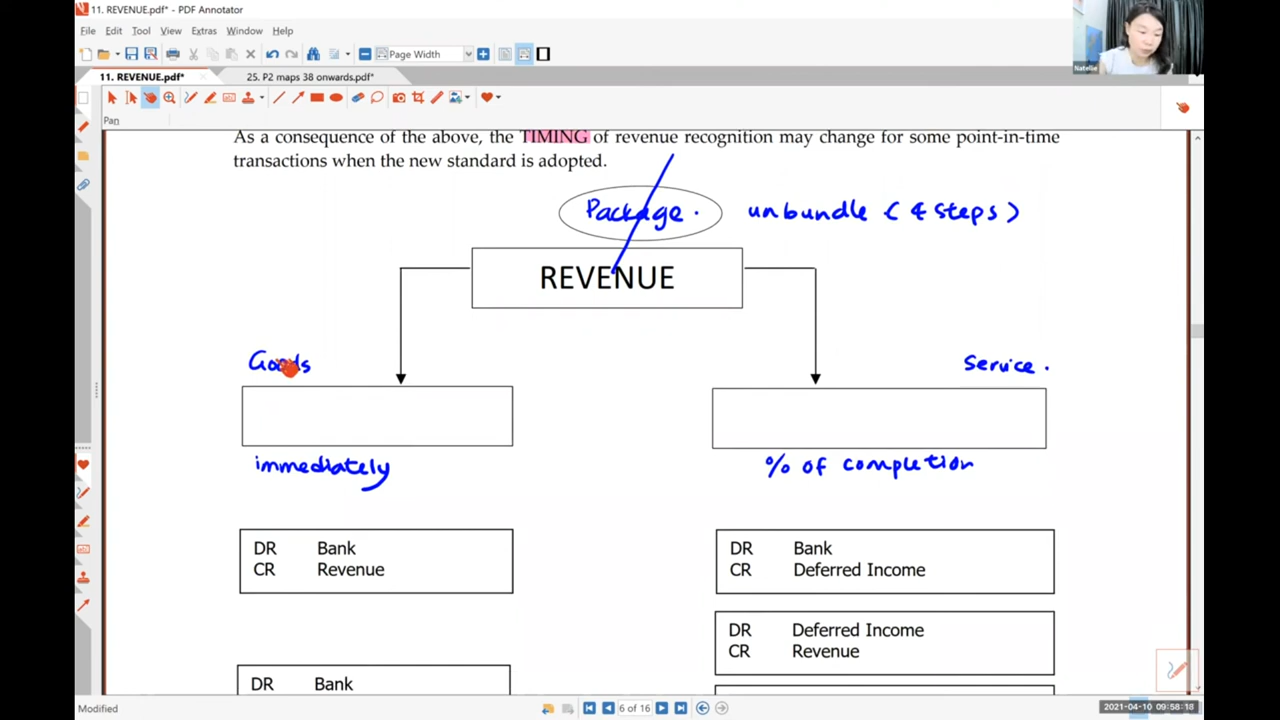 11. REVENUE.pdf* - PDF Annotator
File Edit Tool View Extras Window Help
Page Width
11. REVENUE.pdf* 25. P2 maps 38 onwards.pdf*
Pan
Natelie
As a consequence of the above, the TIMING of revenue recognition may change for some point-in-time
transactions when the new standard is adopted.
Package. unbundle (4 steps)
REVENUE
Goods Service.
immediately % of completion
DR Bank
CR Revenue
DR Bank
CR Deferred Income
DR Deferred Income
CR Revenue
DR Bank
Modified 6 of 16 2021-04-10 09:58:18